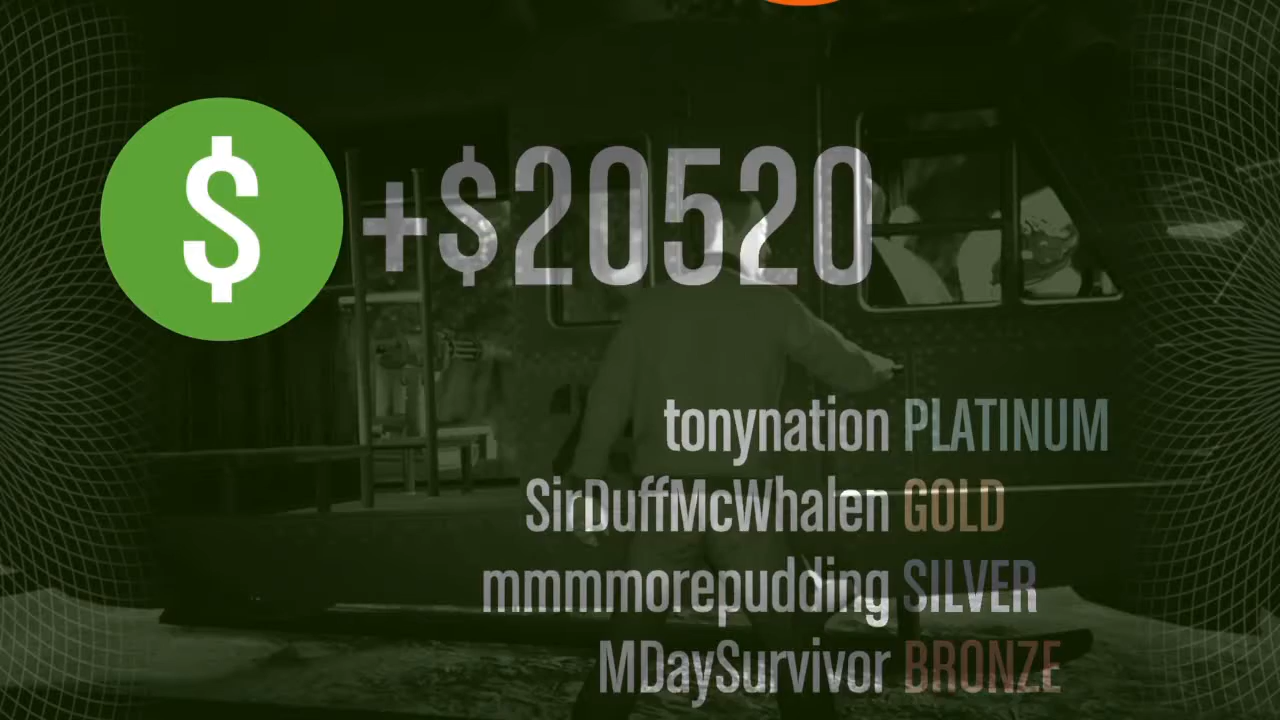 $ +$20520
tonynation PLATINUM
SirDuffMcWhalen GOLD
mmmmorepudding SILVER
MDaySurvivor BRONZE